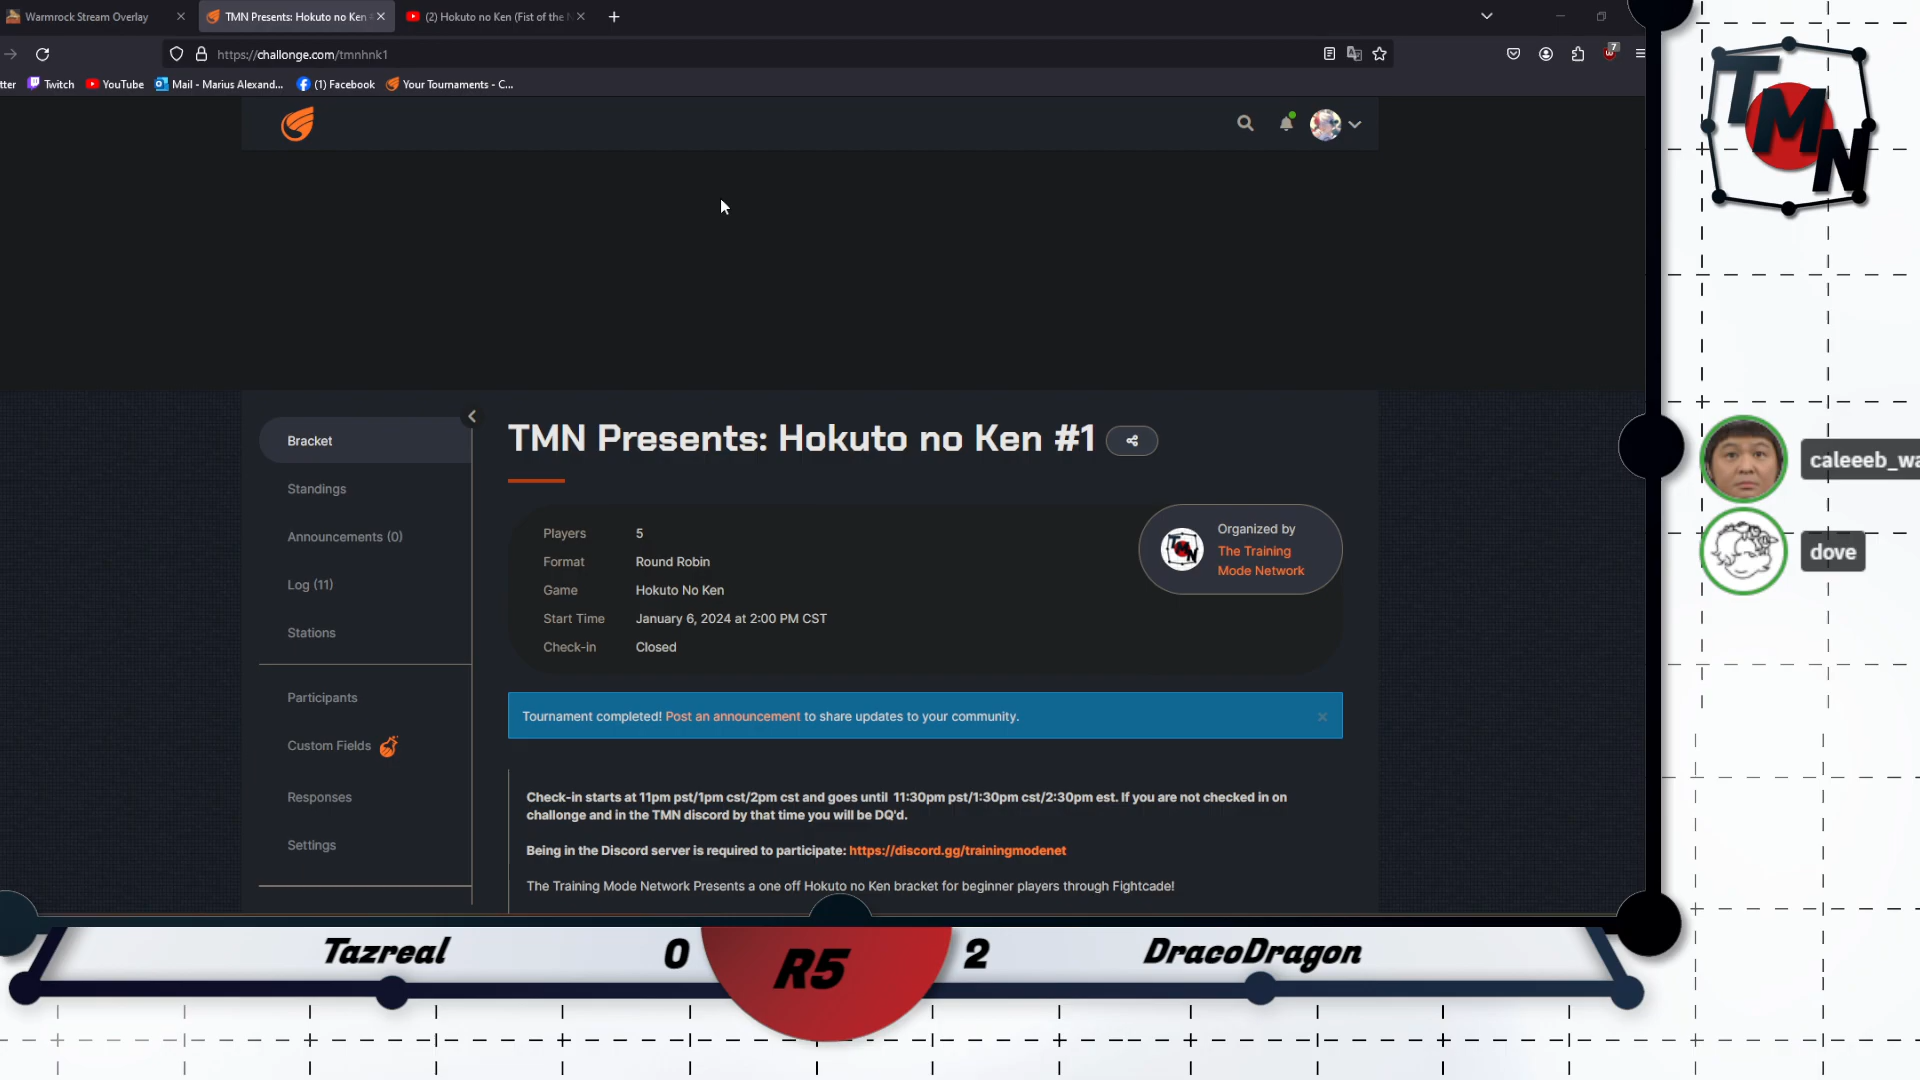 Warmrock Stream Overlay
TMN Presents: Hokuto no Ken
(2) Hokuto no Ken (Fist of the N
https://challonge.com/tmnhnk1
7
tter
Twitch
YouTube
Mail - Marius Alexand...
(1) Facebook
Your Tournaments - C...
TMN
Bracket
Standings
Announcements (0)
Log (11)
Stations
Participants
Custom Fields
Responses
Settings
TMN Presents: Hokuto no Ken #1
Players 5
Format Round Robin
Game Hokuto No Ken
Start Time January 6, 2024 at 2:00 PM CST
Check-in Closed
Organized by
The Training
Mode Network
TMN
Tournament completed! Post an announcement to share updates to your community.
Check-in starts at 11pm pst/1pm cst/2pm cst and goes until 11:30pm pst/1:30pm cst/2:30pm est. If you are not checked in on
challonge and in the TMN discord by that time you will be DQ'd.
Being in the Discord server is required to participate: https://discord.gg/trainingmodenet
The Training Mode Network Presents a one off Hokuto no Ken bracket for beginner players through Fightcade!
caleeeb_wa
dove
Tazreal 0 R5 2 DracoDragon